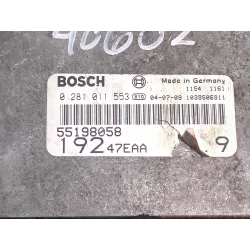 40602
BOSCH
Made in Germany
1154 1161
0 281 011 553 010 04-07-09 1039S06911
55198058
192 47EAA 9